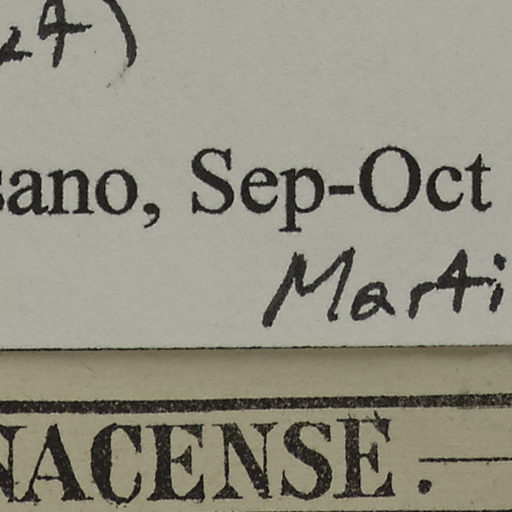 24)
sano, Sep-Oct
Marti
NACENSE.